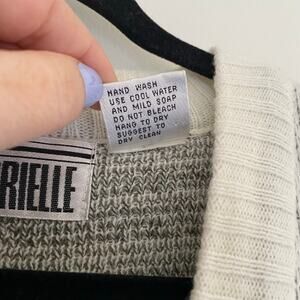 HAND WASH
USE COOL WATER
AND MILD SOAP
DO NOT BLEACH
HANG TO DRY
SUGGEST TO
DRY CLEAN
RIELLE